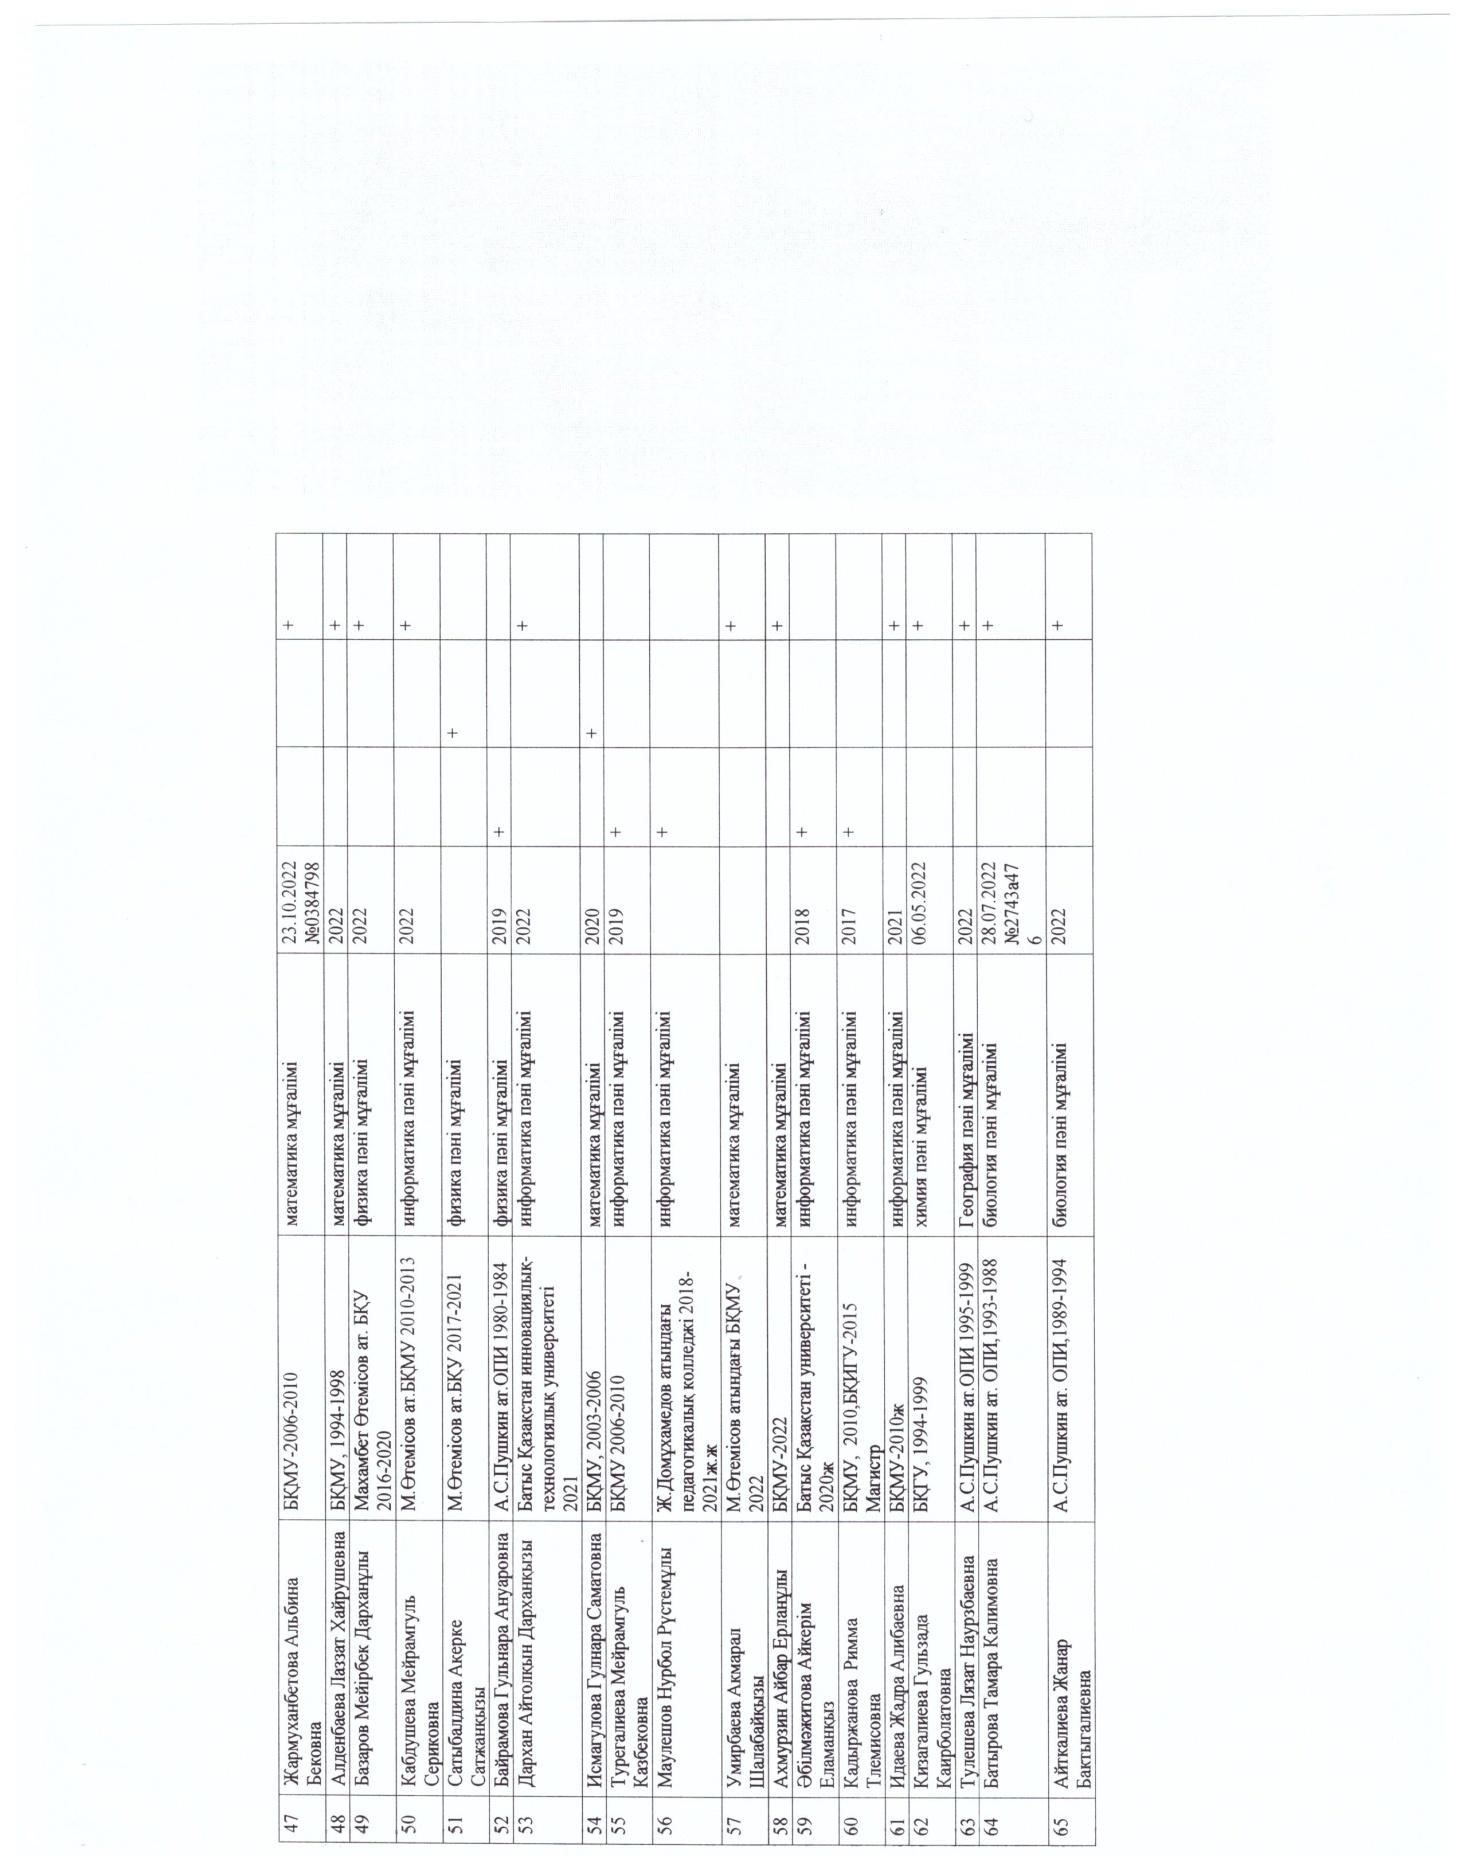 47 Жармуханбетова Альбина БҚМУ-2006-2010 математика мұғалімі 23.10.2022 +
Бековна №0384798
48 Алденбаева Лаззат Хайрушевна БҚМУ, 1994-1998 математика мұғалімі 2022 +
49 Базаров Мейірбек Дарханұлы Махамбет Өтемісов ат. БҚУ физика пәні мұғалімі 2022 +
2016-2020
50 Кабдушева Мейрамгуль М.Өтемісов ат.БҚМУ 2010-2013 информатика пәні мұғалімі 2022 +
Сериковна
51 Сатыбалдина Ақерке М.Өтемісов ат.БҚУ 2017-2021 физика пәні мұғалімі +
Сатжанқызы
52 Байрамова Гульнара Ануаровна А.С.Пушкин ат.ОПИ 1980-1984 физика пәні мұғалімі 2019 +
53 Дархан Айтолқын Дарханқызы Батыс Қазақстан инновациялық- информатика пәні мұғалімі 2022 +
технологиялық университеті
2021
54 Исмагулова Гулнара Саматовна БҚМУ, 2003-2006 математика мұғалімі 2020 +
55 Турегалиева Мейрамгуль БҚМУ 2006-2010 информатика пәні мұғалімі 2019 +
Казбековна
56 Маулешов Нурбол Рүстемұлы Ж.Домұхамедов атындағы информатика пәні мұғалімі +
педагогикалық колледжі 2018-
2021ж.ж
57 Умирбаева Акмарал М.Өтемісов атындағы БҚМУ математика мұғалімі +
Шалабайқызы 2022
58 Ахмурзин Айбар Ерланұлы БҚМУ-2022 математика мұғалімі +
59 Әбілмәжитова Айкерім Батыс Қазақстан университеті - информатика пәні мұғалімі 2018 +
Еламанқыз 2020ж
60 Кадыржанова Римма БҚМУ, 2010,БҚИГУ-2015 информатика пәні мұғалімі 2017 +
Тлемисовна Магистр
61 Идаева Жадра Алибаевна БҚМУ-2010ж информатика пәні мұғалімі 2021 +
62 Кизагалиева Гульзада БҚГУ, 1994-1999 химия пәні мұғалімі 06.05.2022 +
Каирболатовна
63 Тулешева Лязат Наурзбаевна А.С.Пушкин ат.ОПИ 1995-1999 География пәні мұғалімі 2022 +
64 Батырова Тамара Калимовна А.С.Пушкин ат. ОПИ,1993-1988 биология пәні мұғалімі 28.07.2022 +
№2743а47
6
65 Айткалиева Жанар А.С.Пушкин ат. ОПИ,1989-1994 биология пәні мұғалімі 2022 +
Бактыгалиевна